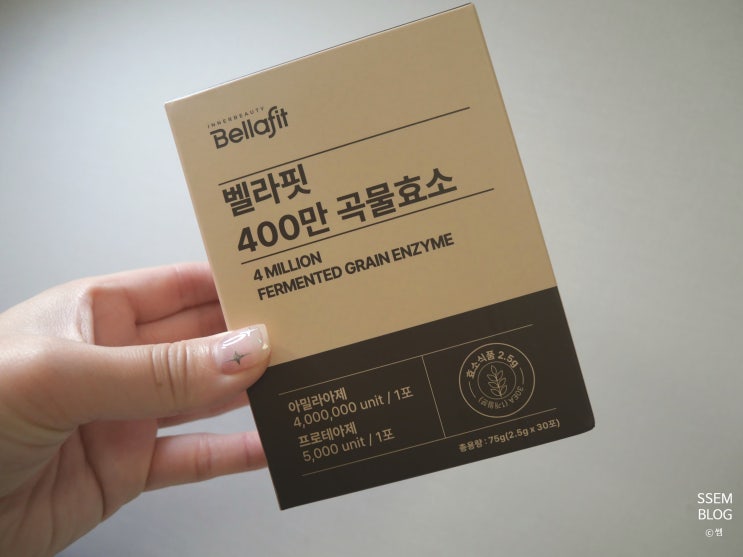 INNERBEAUTY
Bellafit
벨라핏
400만 곡물효소
4 MILLION
FERMENTED GRAIN ENZYME
아밀라아제
4,000,000 unit / 1포
프로테아제
5,000 unit / 1포
효소식품 2.5g
총용량 : 75g(2.5g x 30포)
SSEM
BLOG
ⓒ쎔